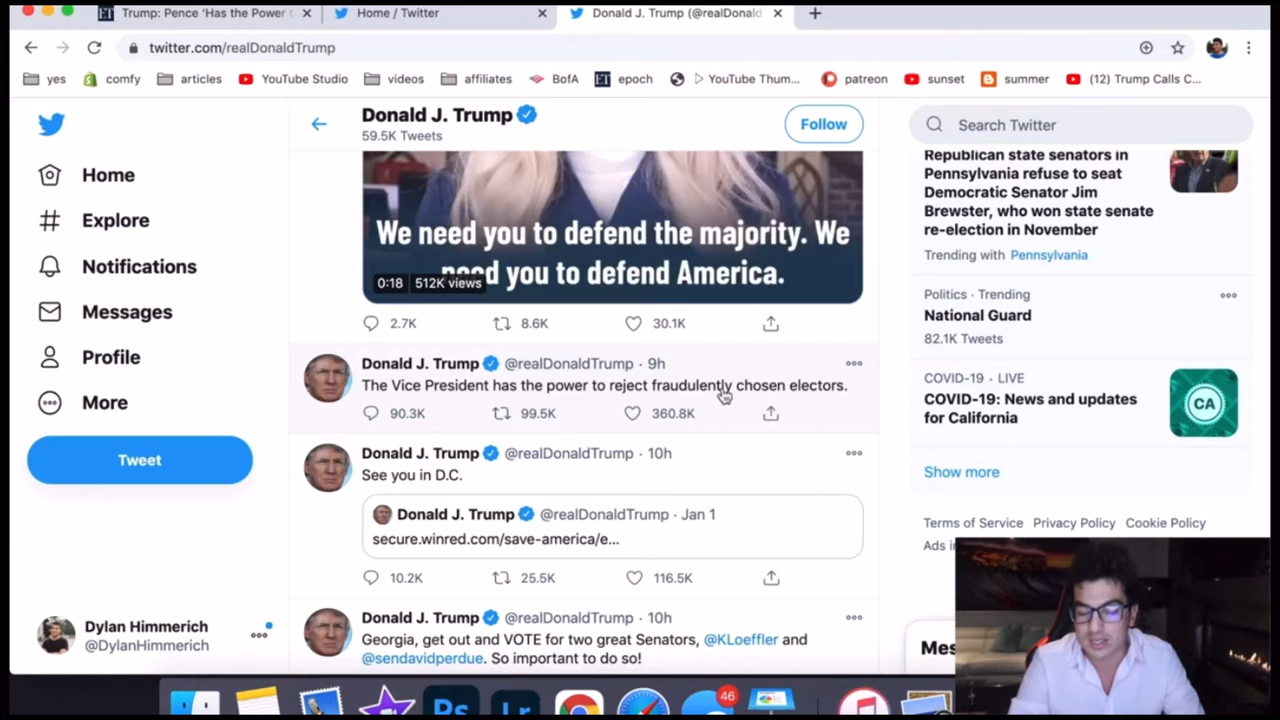 Trump: Pence 'Has the Power
Home / Twitter
Donald J. Trump (@realDonald
twitter.com/realDonaldTrump
yes
comfy
articles
YouTube Studio
videos
affiliates
BofA
ET
epoch
YouTube Thum...
patreon
sunset
summer
(12) Trump Calls C...
Home
Explore
Notifications
Messages
Profile
More
Tweet
Dylan Himmerich
@DylanHimmerich
Donald J. Trump
59.5K Tweets
Follow
We need you to defend the majority. We
need you to defend America.
0:18 512K views
2.7K 8.6K 30.1K
Donald J. Trump @realDonaldTrump · 9h
The Vice President has the power to reject fraudulently chosen electors.
90.3K 99.5K 360.8K
Donald J. Trump @realDonaldTrump · 10h
See you in D.C.
Donald J. Trump @realDonaldTrump · Jan 1
secure.winred.com/save-america/e...
10.2K 25.5K 116.5K
Donald J. Trump @realDonaldTrump · 10h
Georgia, get out and VOTE for two great Senators, @KLoeffler and
@sendavidperdue. So important to do so!
Search Twitter
Republican state senators in
Pennsylvania refuse to seat
Democratic Senator Jim
Brewster, who won state senate
re-election in November
Trending with Pennsylvania
Politics · Trending
National Guard
82.1K Tweets
COVID-19 · LIVE
COVID-19: News and updates
for California
CA
Show more
Terms of Service Privacy Policy Cookie Policy
Ads
Mes
Ps
Lr
46